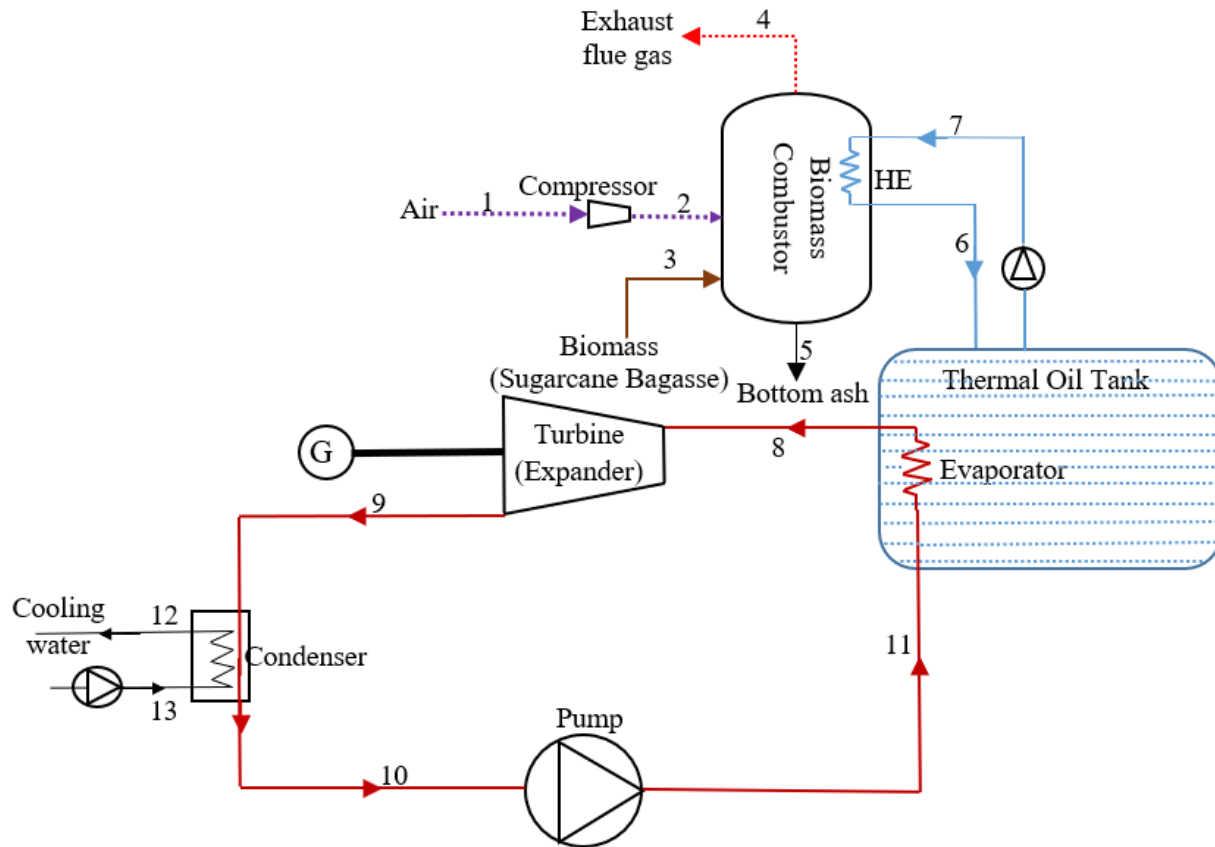 Exhaust
flue gas
4
Biomass
Combustor
7
HE
Compressor
Air
1
2
6
3
5
Biomass
(Sugarcane Bagasse)
Bottom ash
Thermal Oil Tank
Turbine
(Expander)
G
8
Evaporator
9
Cooling
water
12
Condenser
13
11
Pump
10